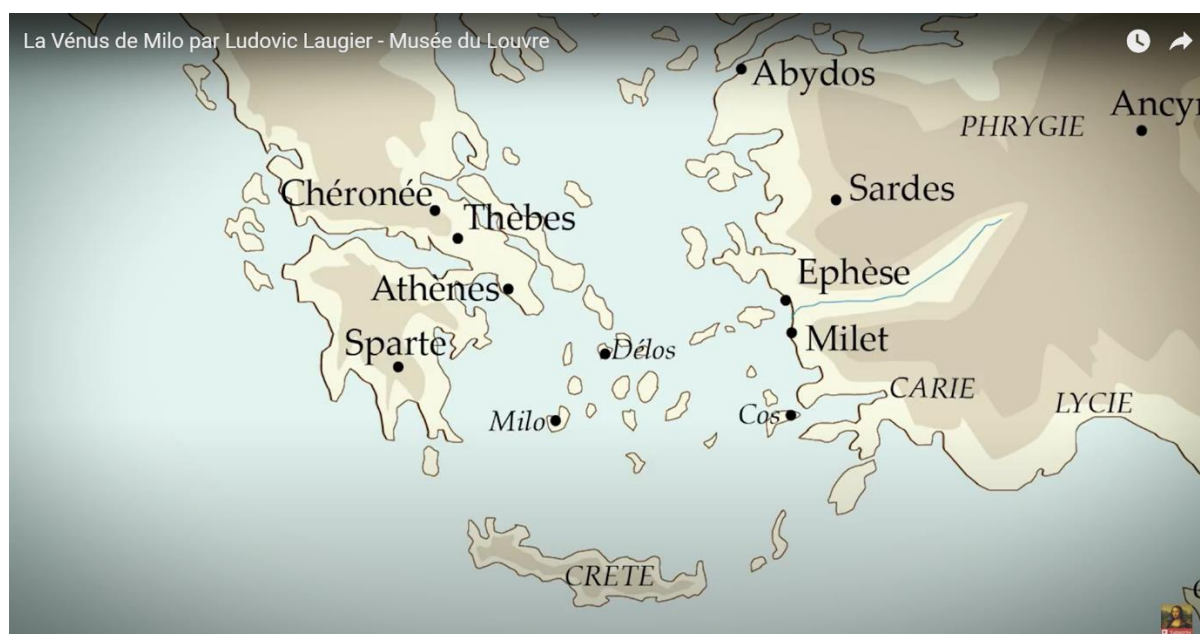 La Vénus de Milo par Ludovic Laugier - Musée du Louvre
Abydos
PHRYGIE
Chéronée
Sardes
Thèbes
Ephèse
Athènes
Milet
Sparte
Délos
CARIE
LYCIE
Milo
Cos
CRETE